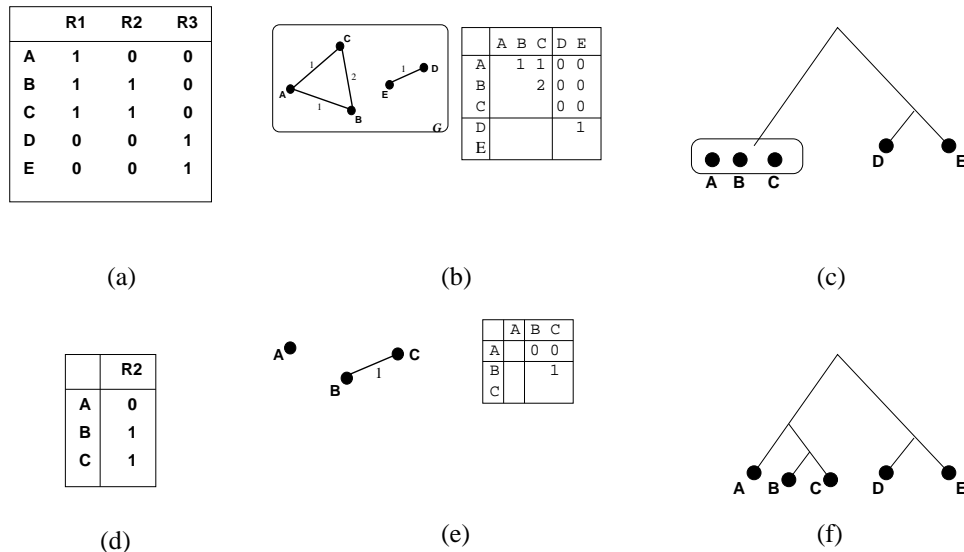 R1 R2 R3
A 1 0 0
B 1 1 0
C 1 1 0
D 0 0 1
E 0 0 1
(a)
C
1
2
A
1
B
1
D
E
G
A B C D E
A 1 1 0 0
B 2 0 0
C 0 0
D 1
E
(b)
A B C
D E
(c)
R2
A 0
B 1
C 1
(d)
A
C
B
1
A B C
A 0 0
B 1
C
(e)
A B C D E
(f)